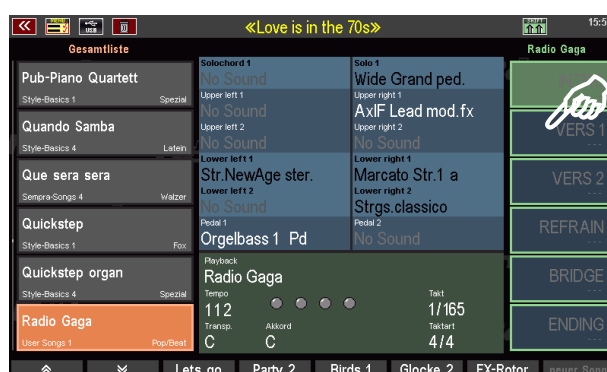 «Love is in the 70s»
15:5
Gesamtliste
Radio Gaga
Pub-Piano Quartett
Style-Basics 1 Spezial
Quando Samba
Style-Basics 4 Latein
Que sera sera
Sempra-Songs 4 Walzer
Quickstep
Style-Basics 1 Fox
Quickstep organ
Style-Basics 4 Spezial
Radio Gaga
User Songs 1 Pop/Beat
Solochord 1
No Sound
Solo 1
Wide Grand ped.
Upper left 1
No Sound
Upper right 1
AxlF Lead mod.fx
Upper left 2
No Sound
Upper right 2
No Sound
Lower left 1
Str.NewAge ster.
Lower right 1
Marcato Str.1 a
Lower left 2
No Sound
Lower right 2
Strgs.classico
Pedal 1
Orgelbass 1 Pd
Pedal 2
No Sound
Playback
Radio Gaga
Tempo
112
Takt
1/165
Transp.
C
Akkord
C
Taktart
4/4
VERS 1
---
VERS 2
---
REFRAIN
---
BRIDGE
---
ENDING
---
Lets go
Party 2
Birds 1
Glocke 2
FX-Rotor
neuer Song